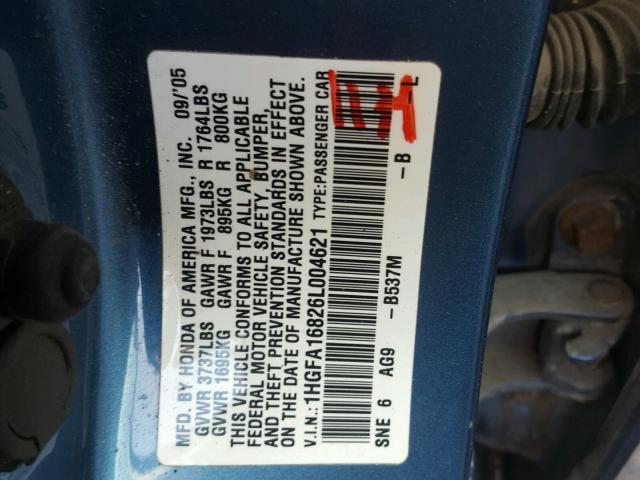 MFD. BY HONDA OF AMERICA MFG., INC. 09/'05
GVWR 3737LBS GAWR F 1973LBS R 1764LBS
GVWR 1695KG GAWR F 895KG R 800KG
THIS VEHICLE CONFORMS TO ALL APPLICABLE
FEDERAL MOTOR VEHICLE SAFETY, BUMPER,
AND THEFT PREVENTION STANDARDS IN EFFECT
ON THE DATE OF MANUFACTURE SHOWN ABOVE.
V.I.N.:1HGFA16826L004621 TYPE:PASSENGER CAR
SNE 6 AG9 -B537M -B -L